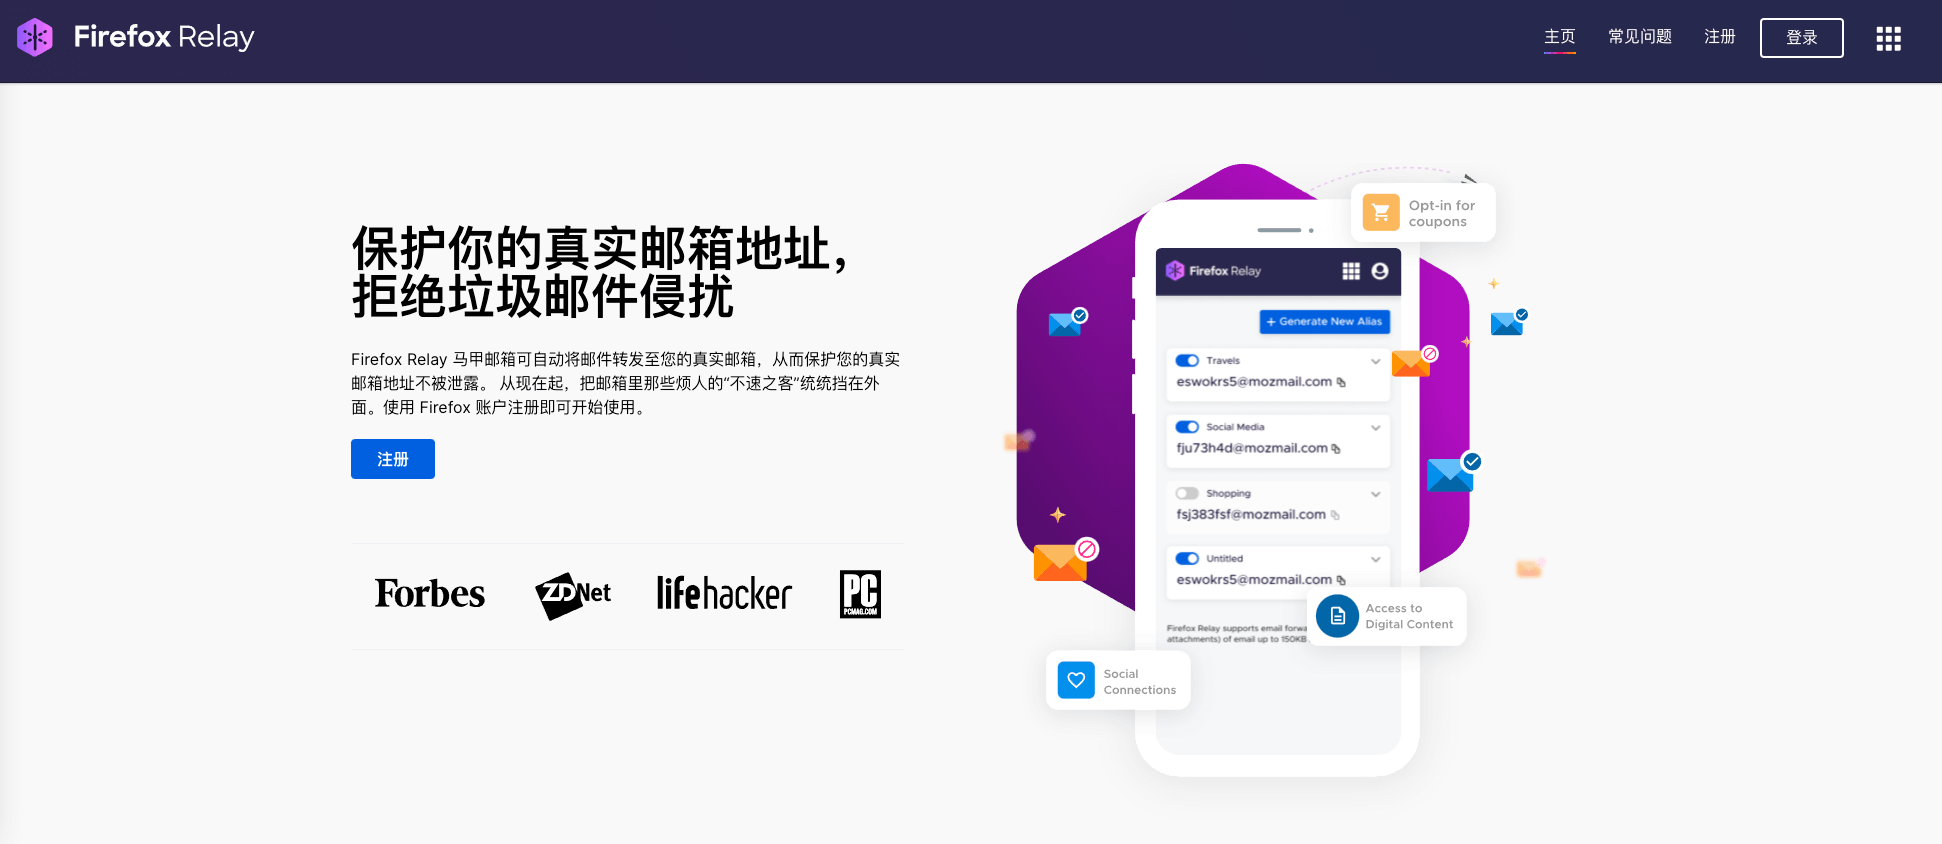 Firefox Relay
主页
常见问题
注册
登录
保护你的真实邮箱地址，
拒绝垃圾邮件侵扰
Firefox Relay 马甲邮箱可自动将邮件转发至您的真实邮箱，从而保护您的真实
邮箱地址不被泄露。 从现在起，把邮箱里那些烦人的“不速之客”统统挡在外
面。使用 Firefox 账户注册即可开始使用。
注册
Forbes
ZDNet
lifehacker
PC
PCMAG.COM
Opt-in for
coupons
Firefox Relay
+ Generate New Alias
Travels
eswokrs5@mozmail.com
Social Media
fju73h4d@mozmail.com
Shopping
fsj383fsf@mozmail.com
Untitled
eswokrs5@mozmail.com
Firefox Relay supports email forwa
attachments) of email up to 150KB
Access to
Digital Content
Social
Connections